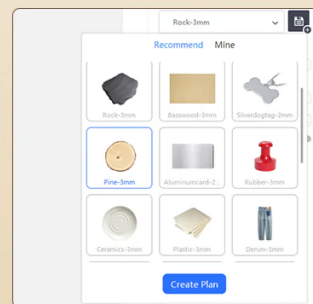 Rock-3mm
Recommend Mine
Rock-3mm Basswood-3mm Silverdogtag-2mm
Pine-3mm Aluminumcard-2... Rubber-3mm
Ceramics-3mm Plastic-3mm Denim-3mm
Create Plan